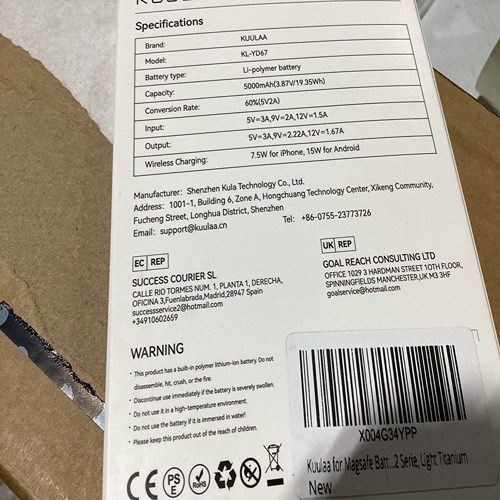 Specifications
Brand: KUULAA
Model: KL-YD67
Battery type: Li-polymer battery
Capacity: 5000mAh(3.87V/19.35Wh)
Conversion Rate: 60%(5V2A)
Input: 5V=3A,9V=2A,12V=1.5A
Output: 5V=3A,9V=2.22A,12V=1.67A
Wireless Charging: 7.5W for iPhone, 15W for Android
Manufacturer: Shenzhen Kula Technology Co., Ltd.
Address: 1001-1, Building 6, Zone A, Hongchuang Technology Center, Xikeng Community,
Fucheng Street, Longhua District, Shenzhen
Email: support@kuulaa.cn Tel: +86-0755-23773726
EC REP
SUCCESS COURIER SL
CALLE RIO TORMES NUM. 1, PLANTA 1, DERECHA,
OFICINA 3,Fuenlabrada,Madrid,28947 Spain
successservice2@hotmail.com
+34910602659
UK REP
GOAL REACH CONSULTING LTD
OFFICE 1029 3 HARDMAN STREET 10TH FLOOR,
SPINNINGFIELDS MANCHESTER,UK M3 3HF
goalservice@hotmail.com
WARNING
• This product has a built-in polymer lithium-ion battery. Do not
disassemble, hit, crush, or the fire.
• Discontinue use immediately if the battery is severely swollen.
• Do not use it in a high-temperature environment.
• Do not use the battery if it is immersed in water!
• Please keep this product out of the reach of children.
CE
PS
E
RoHS
X004G34YPP
Kuulaa for Magsafe Batt...2 Serie, Light Titanium
New